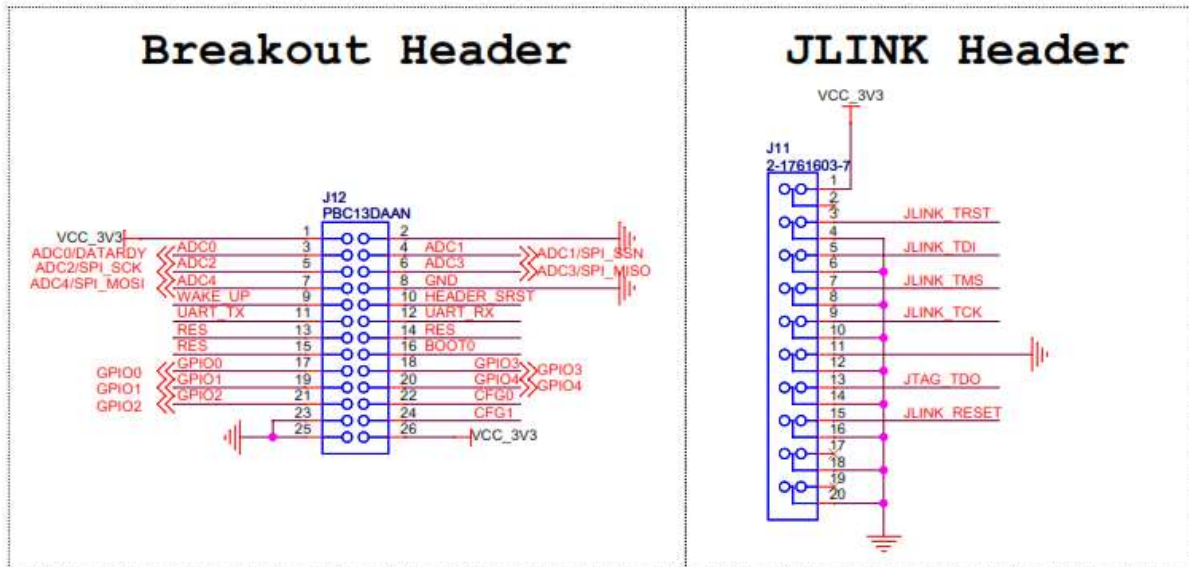 Breakout Header
JLINK Header
J12
PBC13DAAN
VCC_3V3 1 2
ADC0/DATARDY ADC0 3 4 ADC1 ADC1/SPI_SSN
ADC2/SPI_SCK ADC2 5 6 ADC3 ADC3/SPI_MISO
ADC4/SPI_MOSI ADC4 7 8 GND
WAKE_UP 9 10 HEADER_SRST
UART_TX 11 12 UART_RX
RES 13 14 RES
RES 15 16 BOOT0
GPIO0 GPIO0 17 18 GPIO3 GPIO3
GPIO1 GPIO1 19 20 GPIO4 GPIO4
GPIO2 GPIO2 21 22 CFG0
23 24 CFG1
25 26 VCC_3V3
VCC_3V3
J11
2-1761603-7
1
2
3 JLINK_TRST
4
5 JLINK_TDI
6
7 JLINK_TMS
8
9 JLINK_TCK
10
11
12
13 JTAG_TDO
14
15 JLINK_RESET
16
17
18
19
20